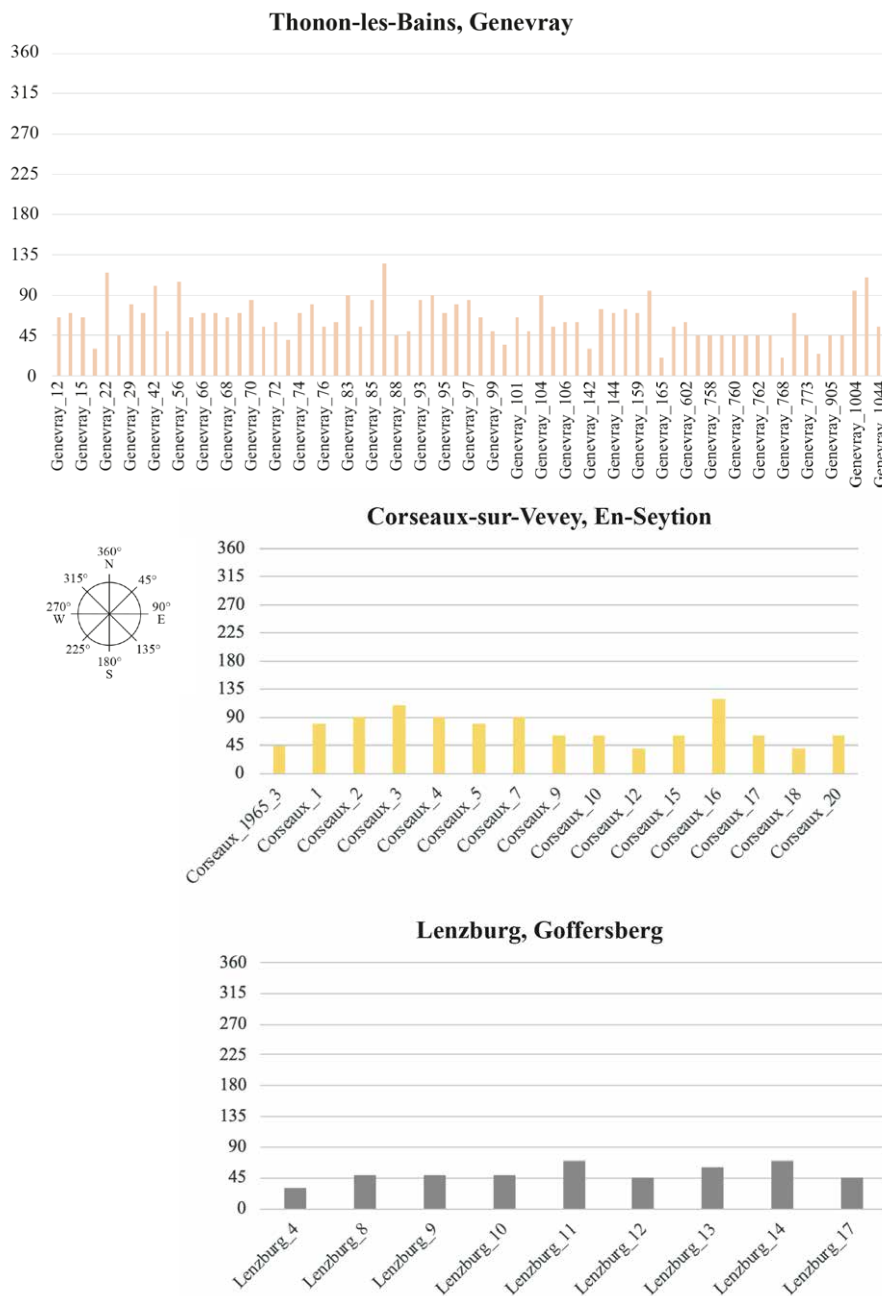 Thonon-les-Bains, Genevray
360
315
270
225
180
135
90
45
0
Genevray_12
Genevray_15
Genevray_22
Genevray_29
Genevray_42
Genevray_56
Genevray_66
Genevray_68
Genevray_70
Genevray_72
Genevray_74
Genevray_76
Genevray_83
Genevray_85
Genevray_88
Genevray_93
Genevray_95
Genevray_97
Genevray_99
Genevray_101
Genevray_104
Genevray_106
Genevray_142
Genevray_144
Genevray_159
Genevray_165
Genevray_602
Genevray_758
Genevray_760
Genevray_762
Genevray_768
Genevray_773
Genevray_905
Genevray_1004
Genevray_1044
Corseaux-sur-Vevey, En-Seytion
360°
N
315°
45°
270°
W
90°
E
225°
135°
180°
S
360
315
270
225
180
135
90
45
0
Corseaux_1965_3
Corseaux_1
Corseaux_2
Corseaux_3
Corseaux_4
Corseaux_5
Corseaux_7
Corseaux_9
Corseaux_10
Corseaux_12
Corseaux_15
Corseaux_16
Corseaux_17
Corseaux_18
Corseaux_20
Lenzburg, Goffersberg
360
315
270
225
180
135
90
45
0
Lenzburg_4
Lenzburg_8
Lenzburg_9
Lenzburg_10
Lenzburg_11
Lenzburg_12
Lenzburg_13
Lenzburg_14
Lenzburg_17